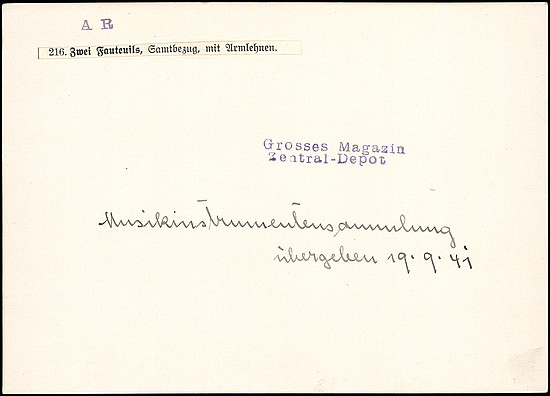 A R
216. Zwei Fauteuils, Samtbezug, mit Armlehnen.
Grosses Magazin
Zentral-Depot
Musikinstrumentensammlung
übergeben 19. 9. 41